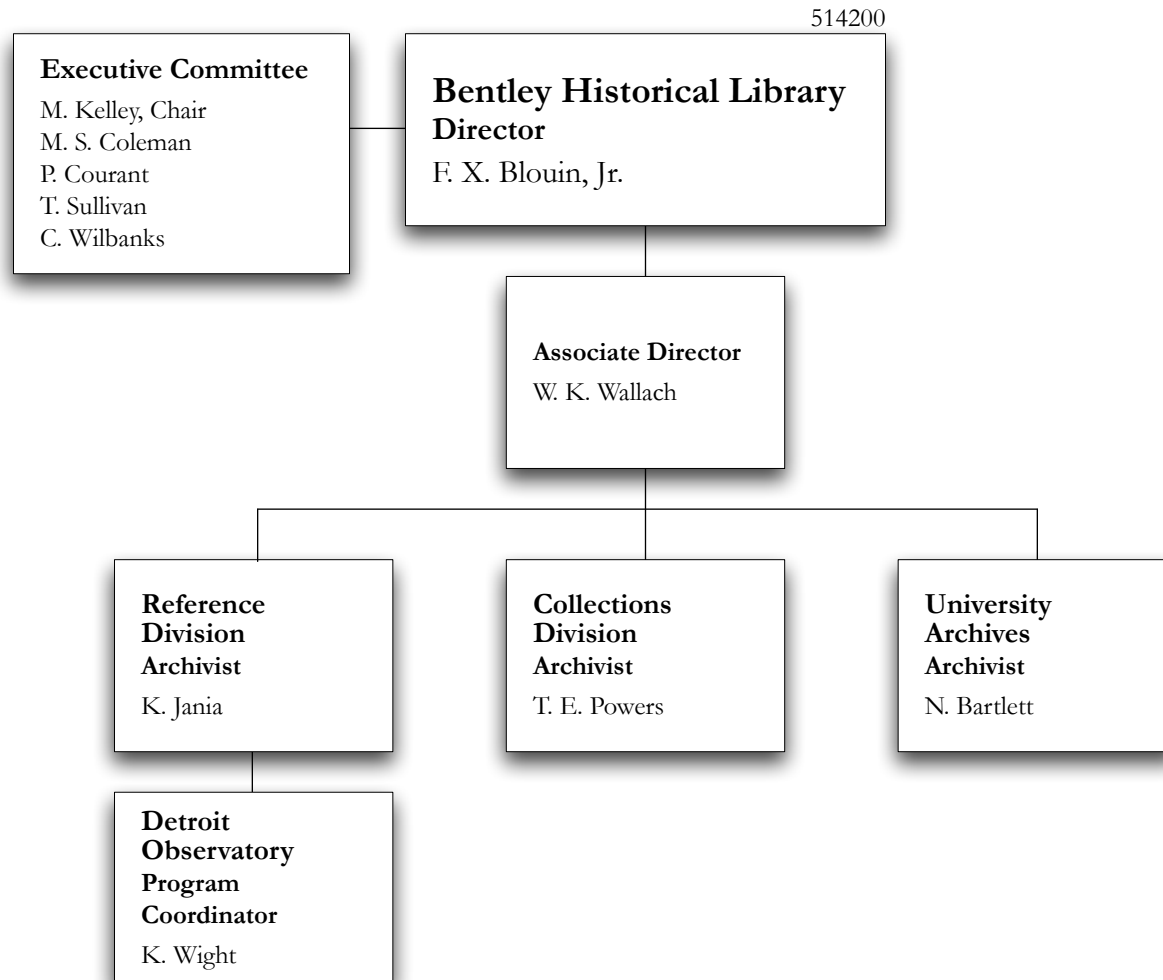 514200
Executive Committee
M. Kelley, Chair
M. S. Coleman
P. Courant
T. Sullivan
C. Wilbanks
Bentley Historical Library
Director
F. X. Blouin, Jr.
Associate Director
W. K. Wallach
Reference
Division
Archivist
K. Jania
Collections
Division
Archivist
T. E. Powers
University
Archives
Archivist
N. Bartlett
Detroit
Observatory
Program
Coordinator
K. Wight